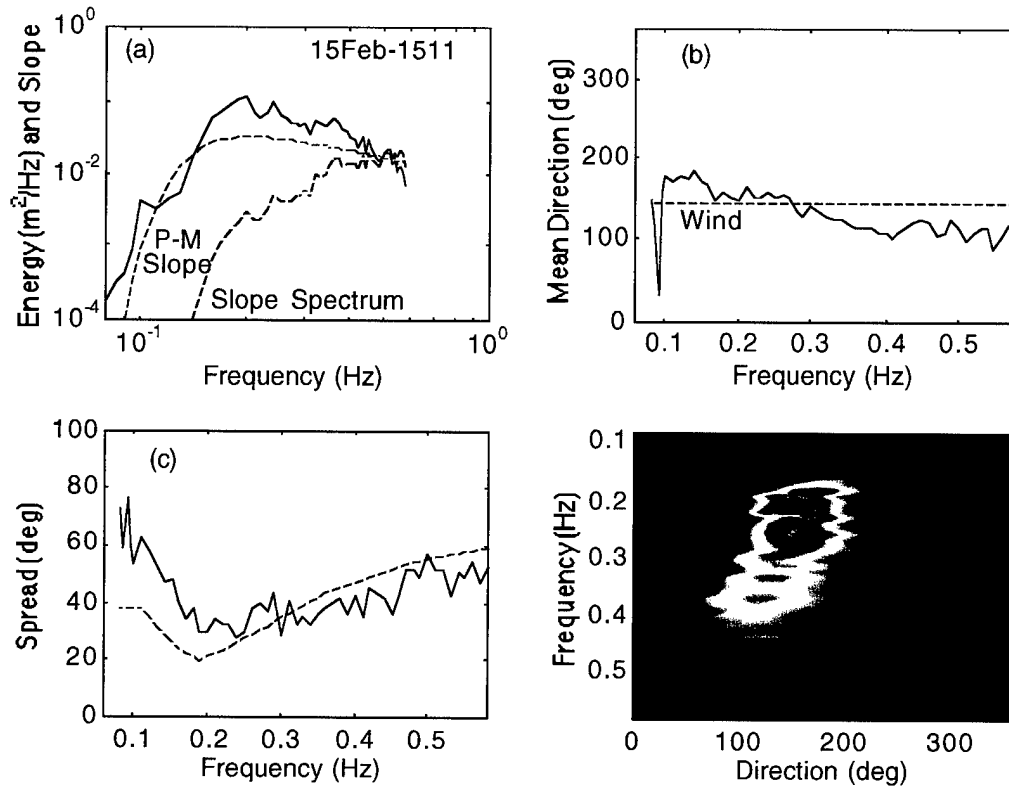 (a)
15Feb-1511
Energy(m²/Hz) and Slope
10⁰
10⁻²
10⁻⁴
P-M
Slope
Slope Spectrum
10⁻¹
10⁰
Frequency (Hz)
(b)
Mean Direction(deg)
300
200
100
0
Wind
0.1 0.2 0.3 0.4 0.5
Frequency (Hz)
(c)
Spread (deg)
100
80
60
40
20
0
0.1 0.2 0.3 0.4 0.5
Frequency (Hz)
Frequency(Hz)
0.1
0.2
0.3
0.4
0.5
0 100 200 300
Direction (deg)